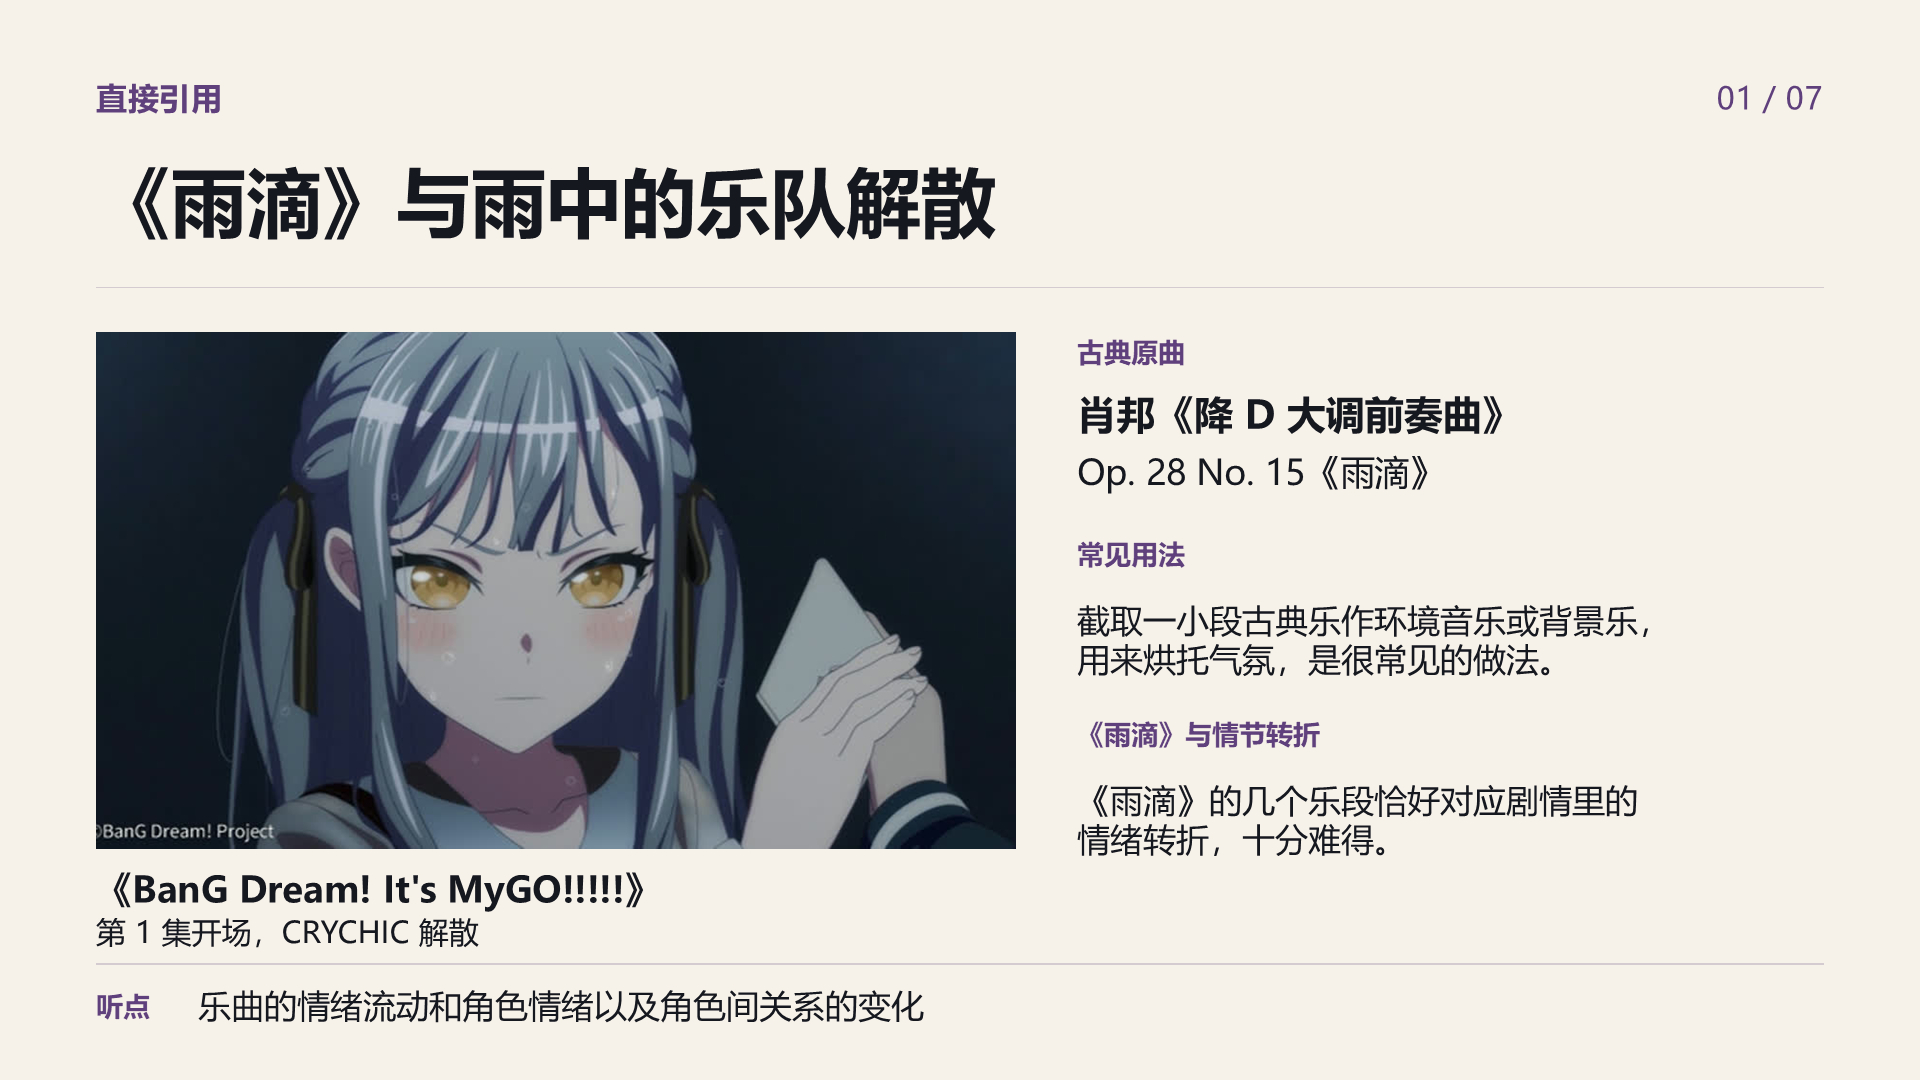 直接引用
01 / 07
《雨滴》与雨中的乐队解散
古典原曲
肖邦《降 D 大调前奏曲》
Op. 28 No. 15《雨滴》
常见用法
截取一小段古典乐作环境音乐或背景乐，
用来烘托气氛，是很常见的做法。
《雨滴》与情节转折
《雨滴》的几个乐段恰好对应剧情里的
情绪转折，十分难得。
©BanG Dream! Project
《BanG Dream! It's MyGO!!!!!》
第 1 集开场，CRYCHIC 解散
听点
乐曲的情绪流动和角色情绪以及角色间关系的变化